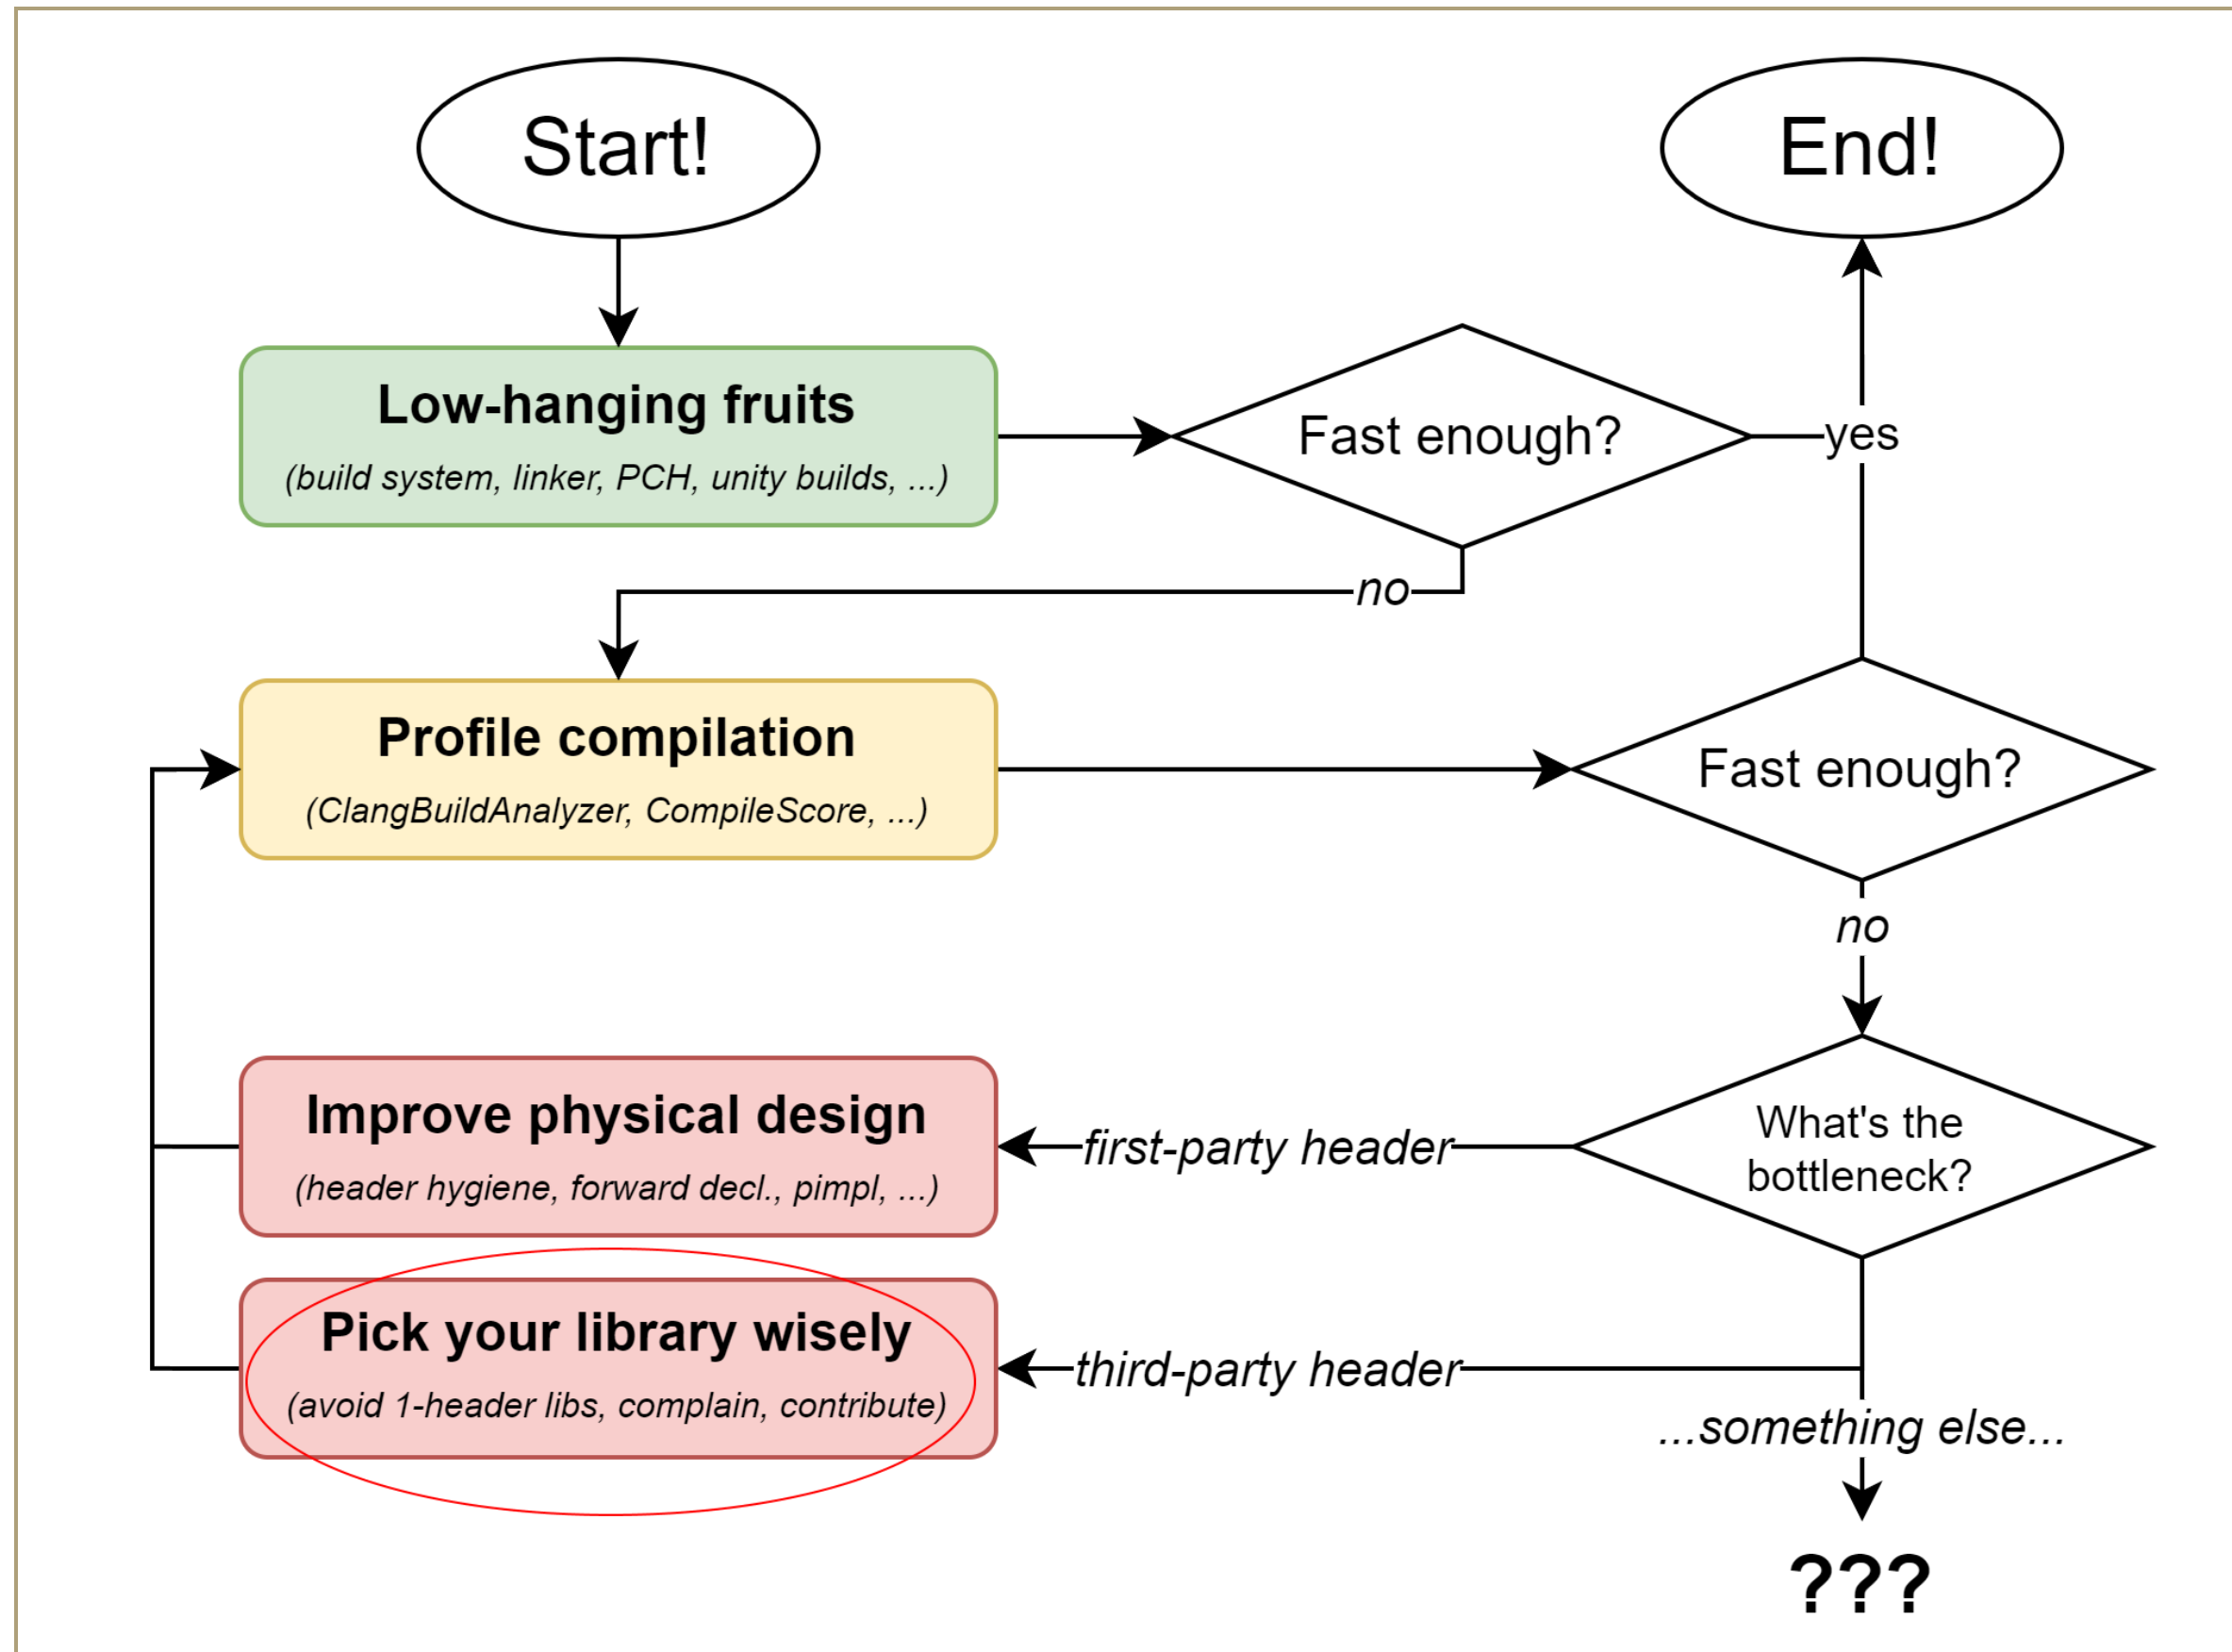 Start!
End!
Low-hanging fruits
(build system, linker, PCH, unity builds, ...)
Fast enough?
yes
no
Profile compilation
(ClangBuildAnalyzer, CompileScore, ...)
Fast enough?
no
What's the
bottleneck?
first-party header
Improve physical design
(header hygiene, forward decl., pimpl, ...)
third-party header
Pick your library wisely
(avoid 1-header libs, complain, contribute)
...something else...
???